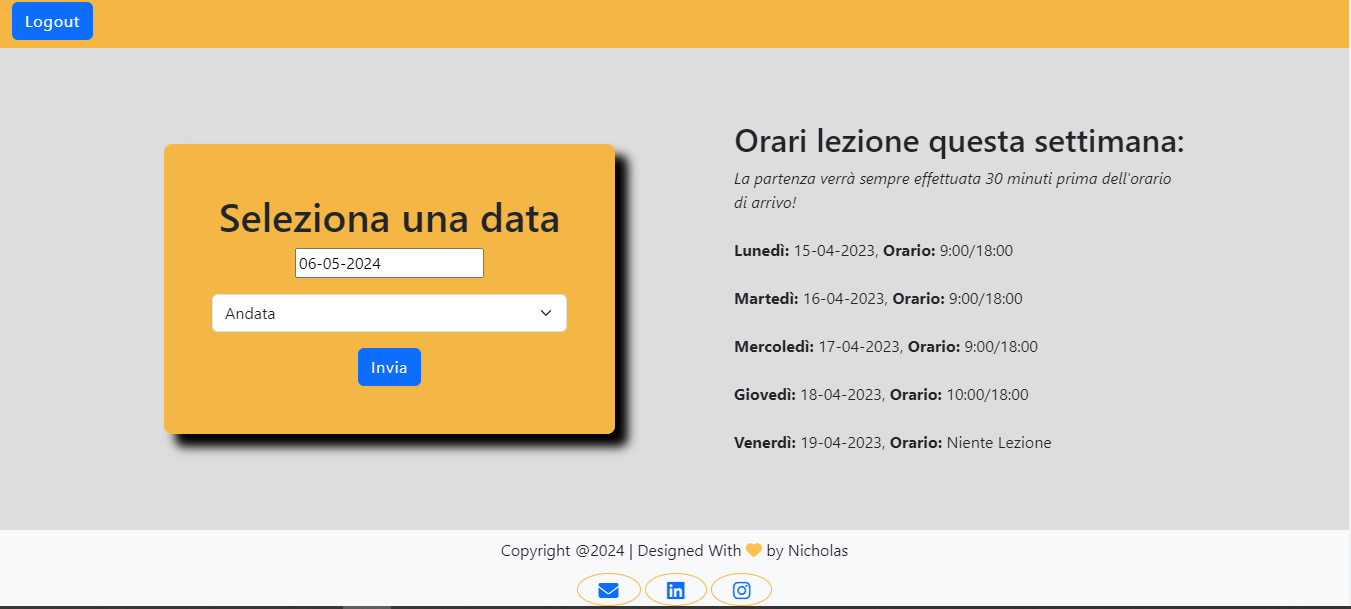 Logout
Seleziona una data
06-05-2024
Andata
Invia
Orari lezione questa settimana:
La partenza verrà sempre effettuata 30 minuti prima dell'orario
di arrivo!
Lunedì: 15-04-2023, Orario: 9:00/18:00
Martedì: 16-04-2023, Orario: 9:00/18:00
Mercoledì: 17-04-2023, Orario: 9:00/18:00
Giovedì: 18-04-2023, Orario: 10:00/18:00
Venerdì: 19-04-2023, Orario: Niente Lezione
Copyright @2024 | Designed With 🧡 by Nicholas